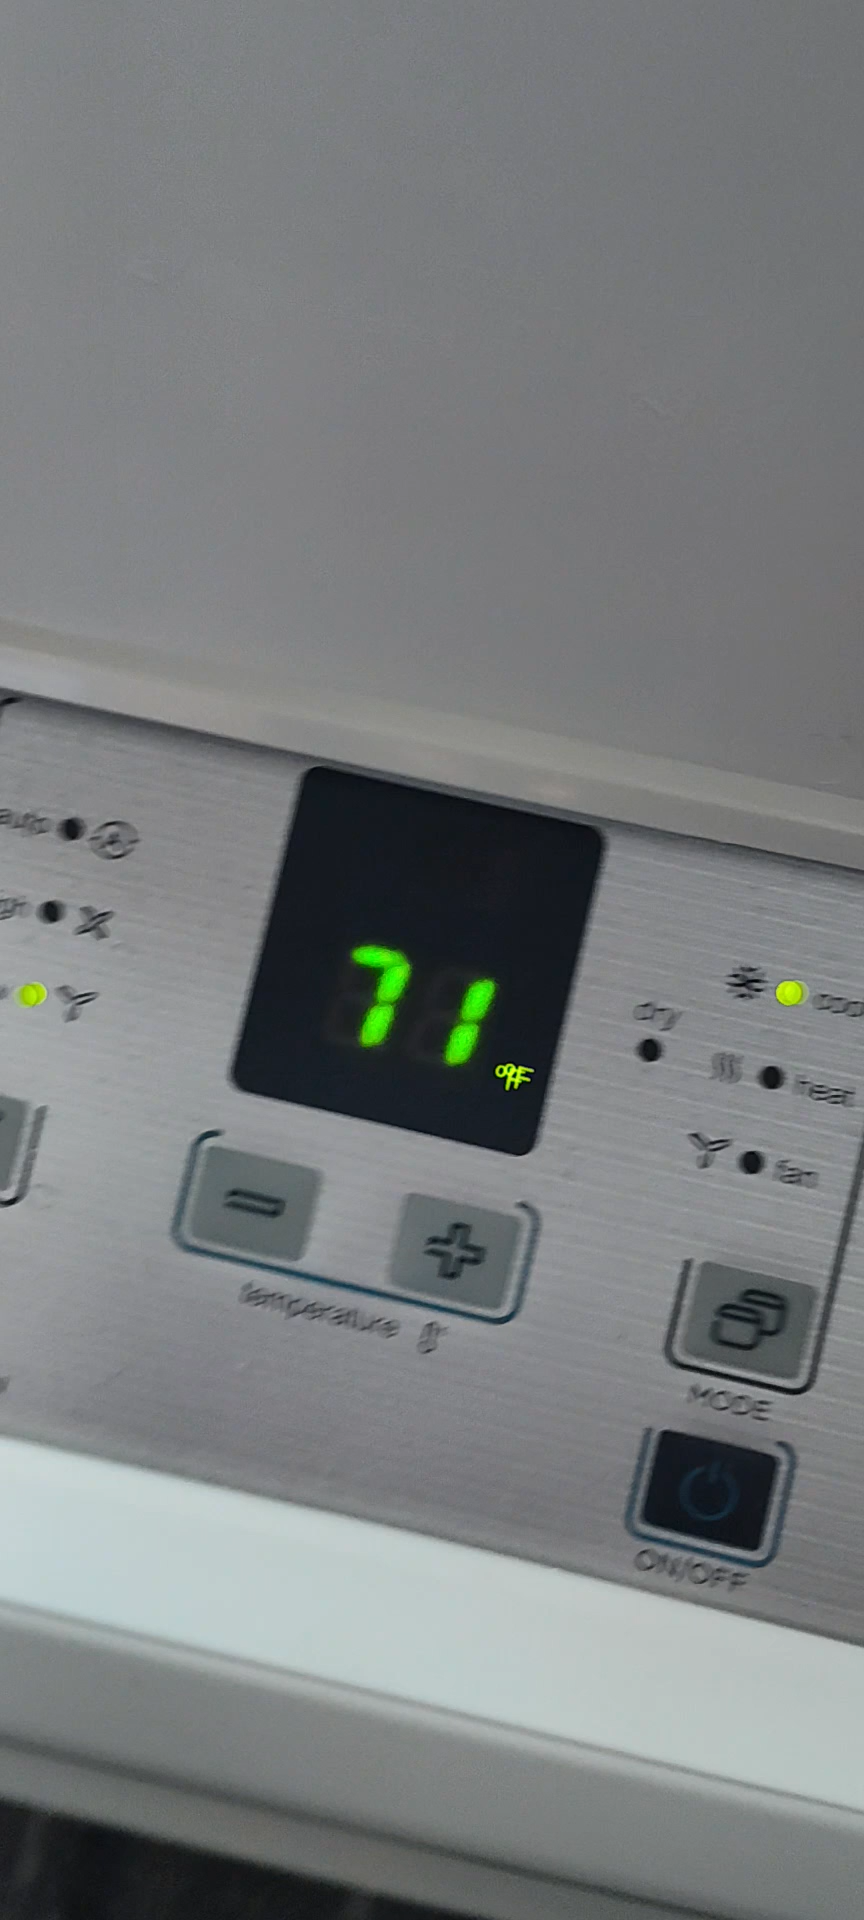 auto
71
°F
cool
dry
heat
fan
temperature
MODE
ON/OFF